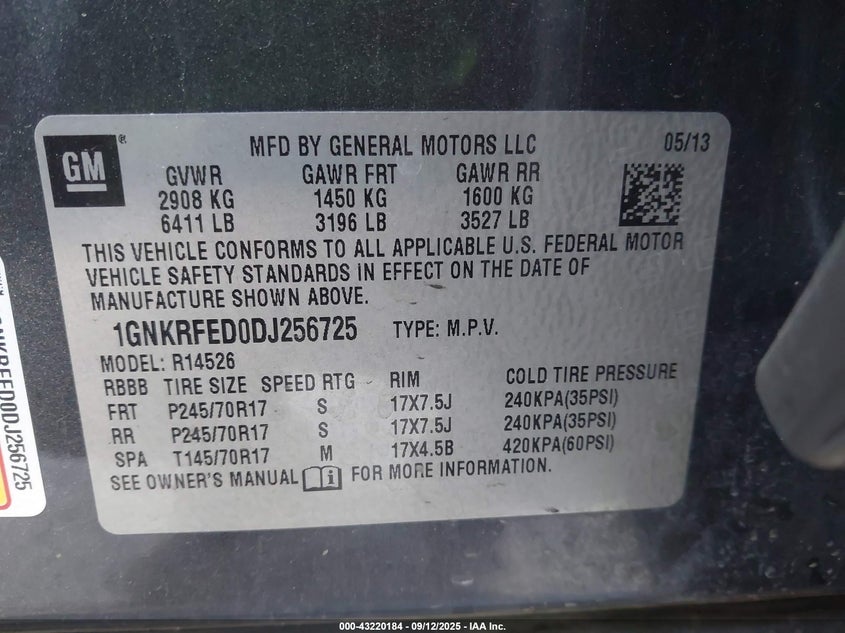 GM
®
MFD BY GENERAL MOTORS LLC 05/13
GVWR GAWR FRT GAWR RR
2908 KG 1450 KG 1600 KG
6411 LB 3196 LB 3527 LB
THIS VEHICLE CONFORMS TO ALL APPLICABLE U.S. FEDERAL MOTOR
VEHICLE SAFETY STANDARDS IN EFFECT ON THE DATE OF
MANUFACTURE SHOWN ABOVE.
1GNKRFED0DJ256725 TYPE: M.P.V.
MODEL: R14526
RBBB TIRE SIZE SPEED RTG RIM COLD TIRE PRESSURE
FRT P245/70R17 S 17X7.5J 240KPA(35PSI)
RR P245/70R17 S 17X7.5J 240KPA(35PSI)
SPA T145/70R17 M 17X4.5B 420KPA(60PSI)
SEE OWNER'S MANUAL i FOR MORE INFORMATION.
NKRFED0DJ256725
000-43220184 - 09/12/2025 - IAA Inc.